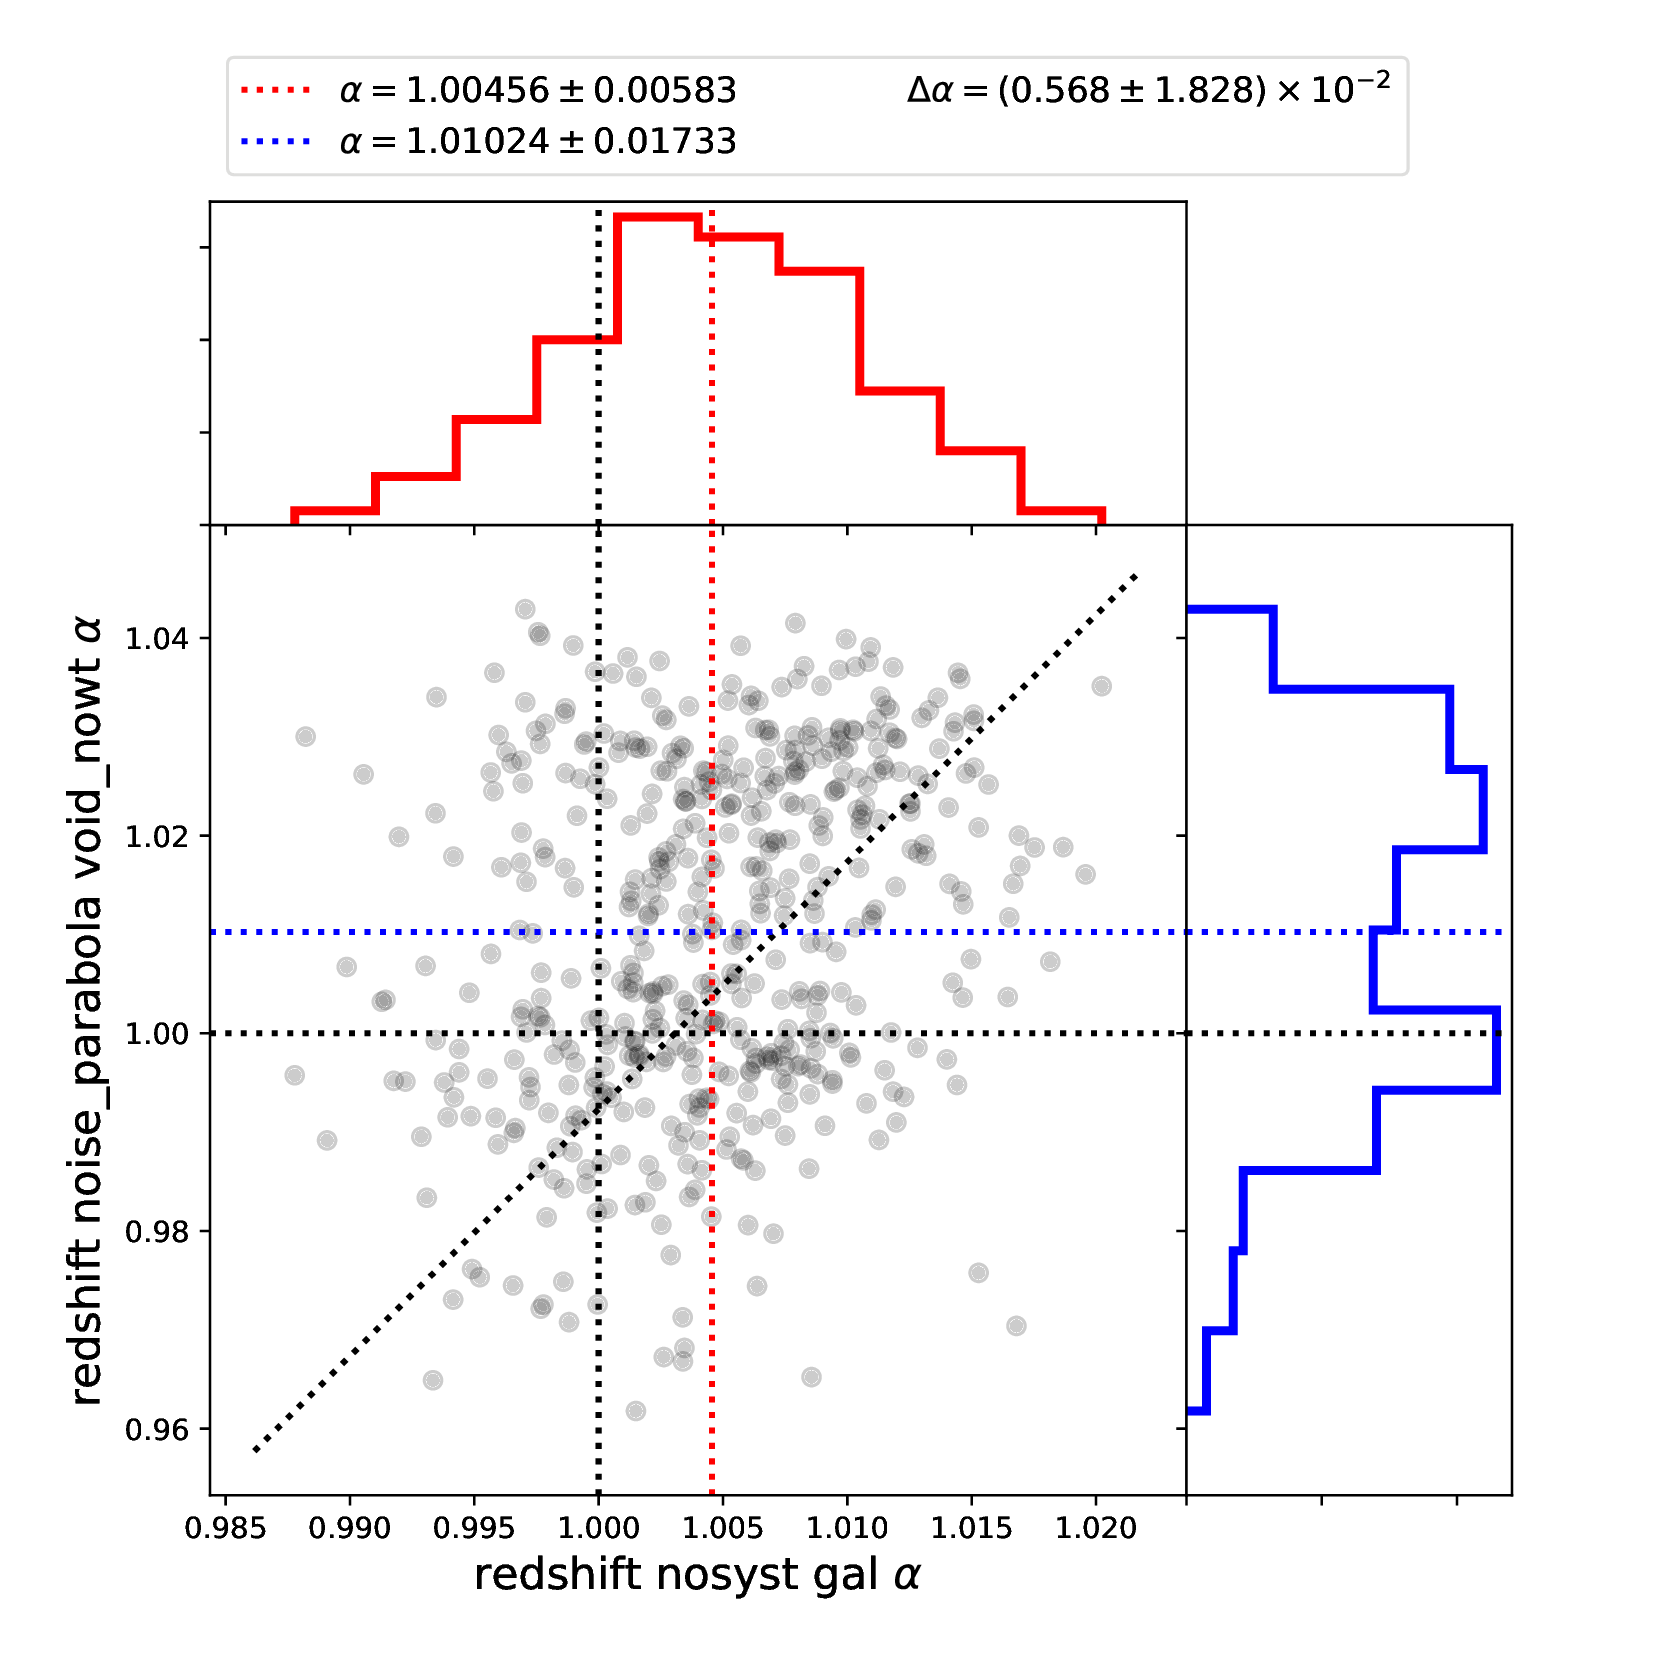 α = 1.00456 ± 0.00583
Δα = (0.568 ± 1.828) × 10⁻²
α = 1.01024 ± 0.01733
redshift noise_parabola void_nowt α
1.04
1.02
1.00
0.98
0.96
0.985 0.990 0.995 1.000 1.005 1.010 1.015 1.020
redshift nosyst gal α